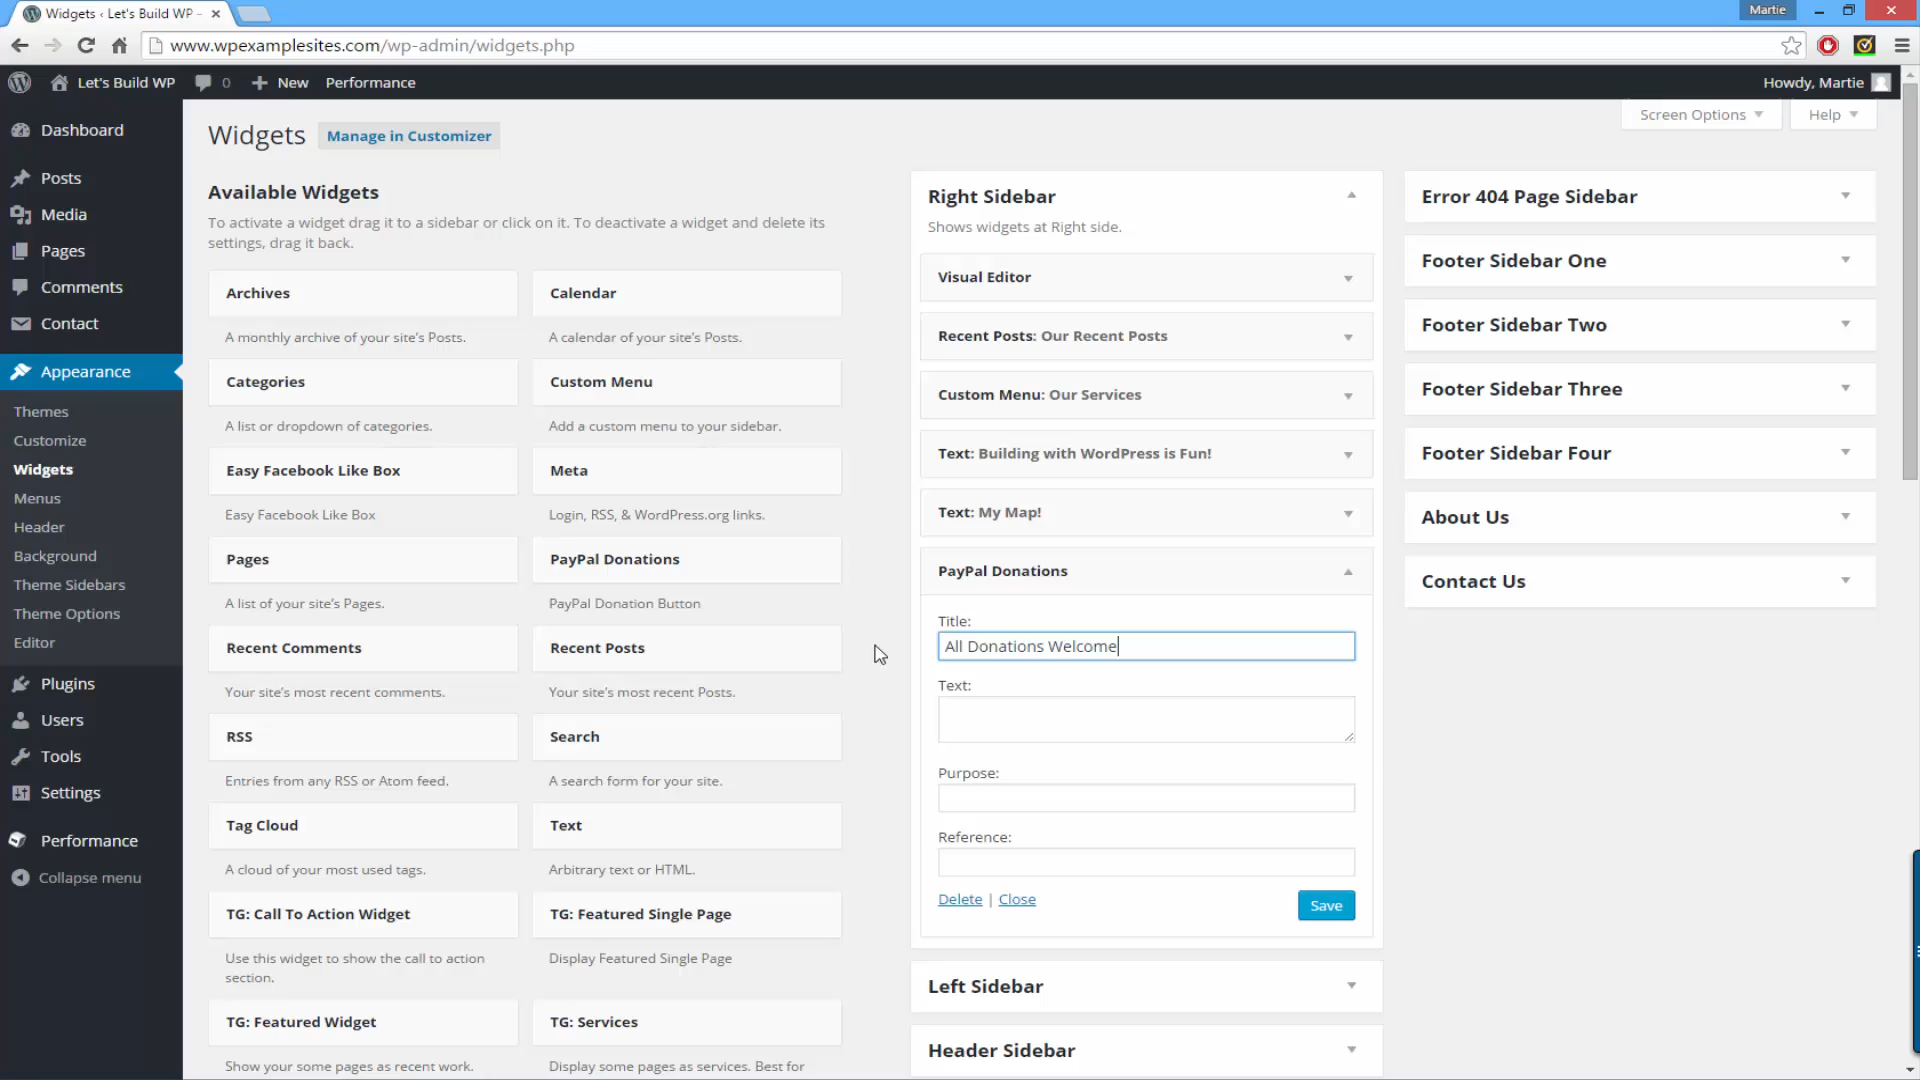 Widgets ‹ Let's Build WP -
Martie
www.wpexamplesites.com/wp-admin/widgets.php
Let's Build WP
0
New
Performance
Howdy, Martie
Dashboard
Posts
Media
Pages
Comments
Contact
Appearance
Themes
Customize
Widgets
Menus
Header
Background
Theme Sidebars
Theme Options
Editor
Plugins
Users
Tools
Settings
Performance
Collapse menu
Screen Options
Help
Widgets
Manage in Customizer
Available Widgets
To activate a widget drag it to a sidebar or click on it. To deactivate a widget and delete its
settings, drag it back.
Archives
A monthly archive of your site's Posts.
Calendar
A calendar of your site's Posts.
Categories
A list or dropdown of categories.
Custom Menu
Add a custom menu to your sidebar.
Easy Facebook Like Box
Easy Facebook Like Box
Meta
Login, RSS, & WordPress.org links.
Pages
A list of your site's Pages.
PayPal Donations
PayPal Donation Button
Recent Comments
Your site's most recent comments.
Recent Posts
Your site's most recent Posts.
RSS
Entries from any RSS or Atom feed.
Search
A search form for your site.
Tag Cloud
A cloud of your most used tags.
Text
Arbitrary text or HTML.
TG: Call To Action Widget
Use this widget to show the call to action
section.
TG: Featured Single Page
Display Featured Single Page
TG: Featured Widget
Show your some pages as recent work.
TG: Services
Display some pages as services. Best for
Right Sidebar
Shows widgets at Right side.
Visual Editor
Recent Posts: Our Recent Posts
Custom Menu: Our Services
Text: Building with WordPress is Fun!
Text: My Map!
PayPal Donations
Title:
All Donations Welcome
Text:
Purpose:
Reference:
Delete | Close
Save
Left Sidebar
Header Sidebar
Error 404 Page Sidebar
Footer Sidebar One
Footer Sidebar Two
Footer Sidebar Three
Footer Sidebar Four
About Us
Contact Us